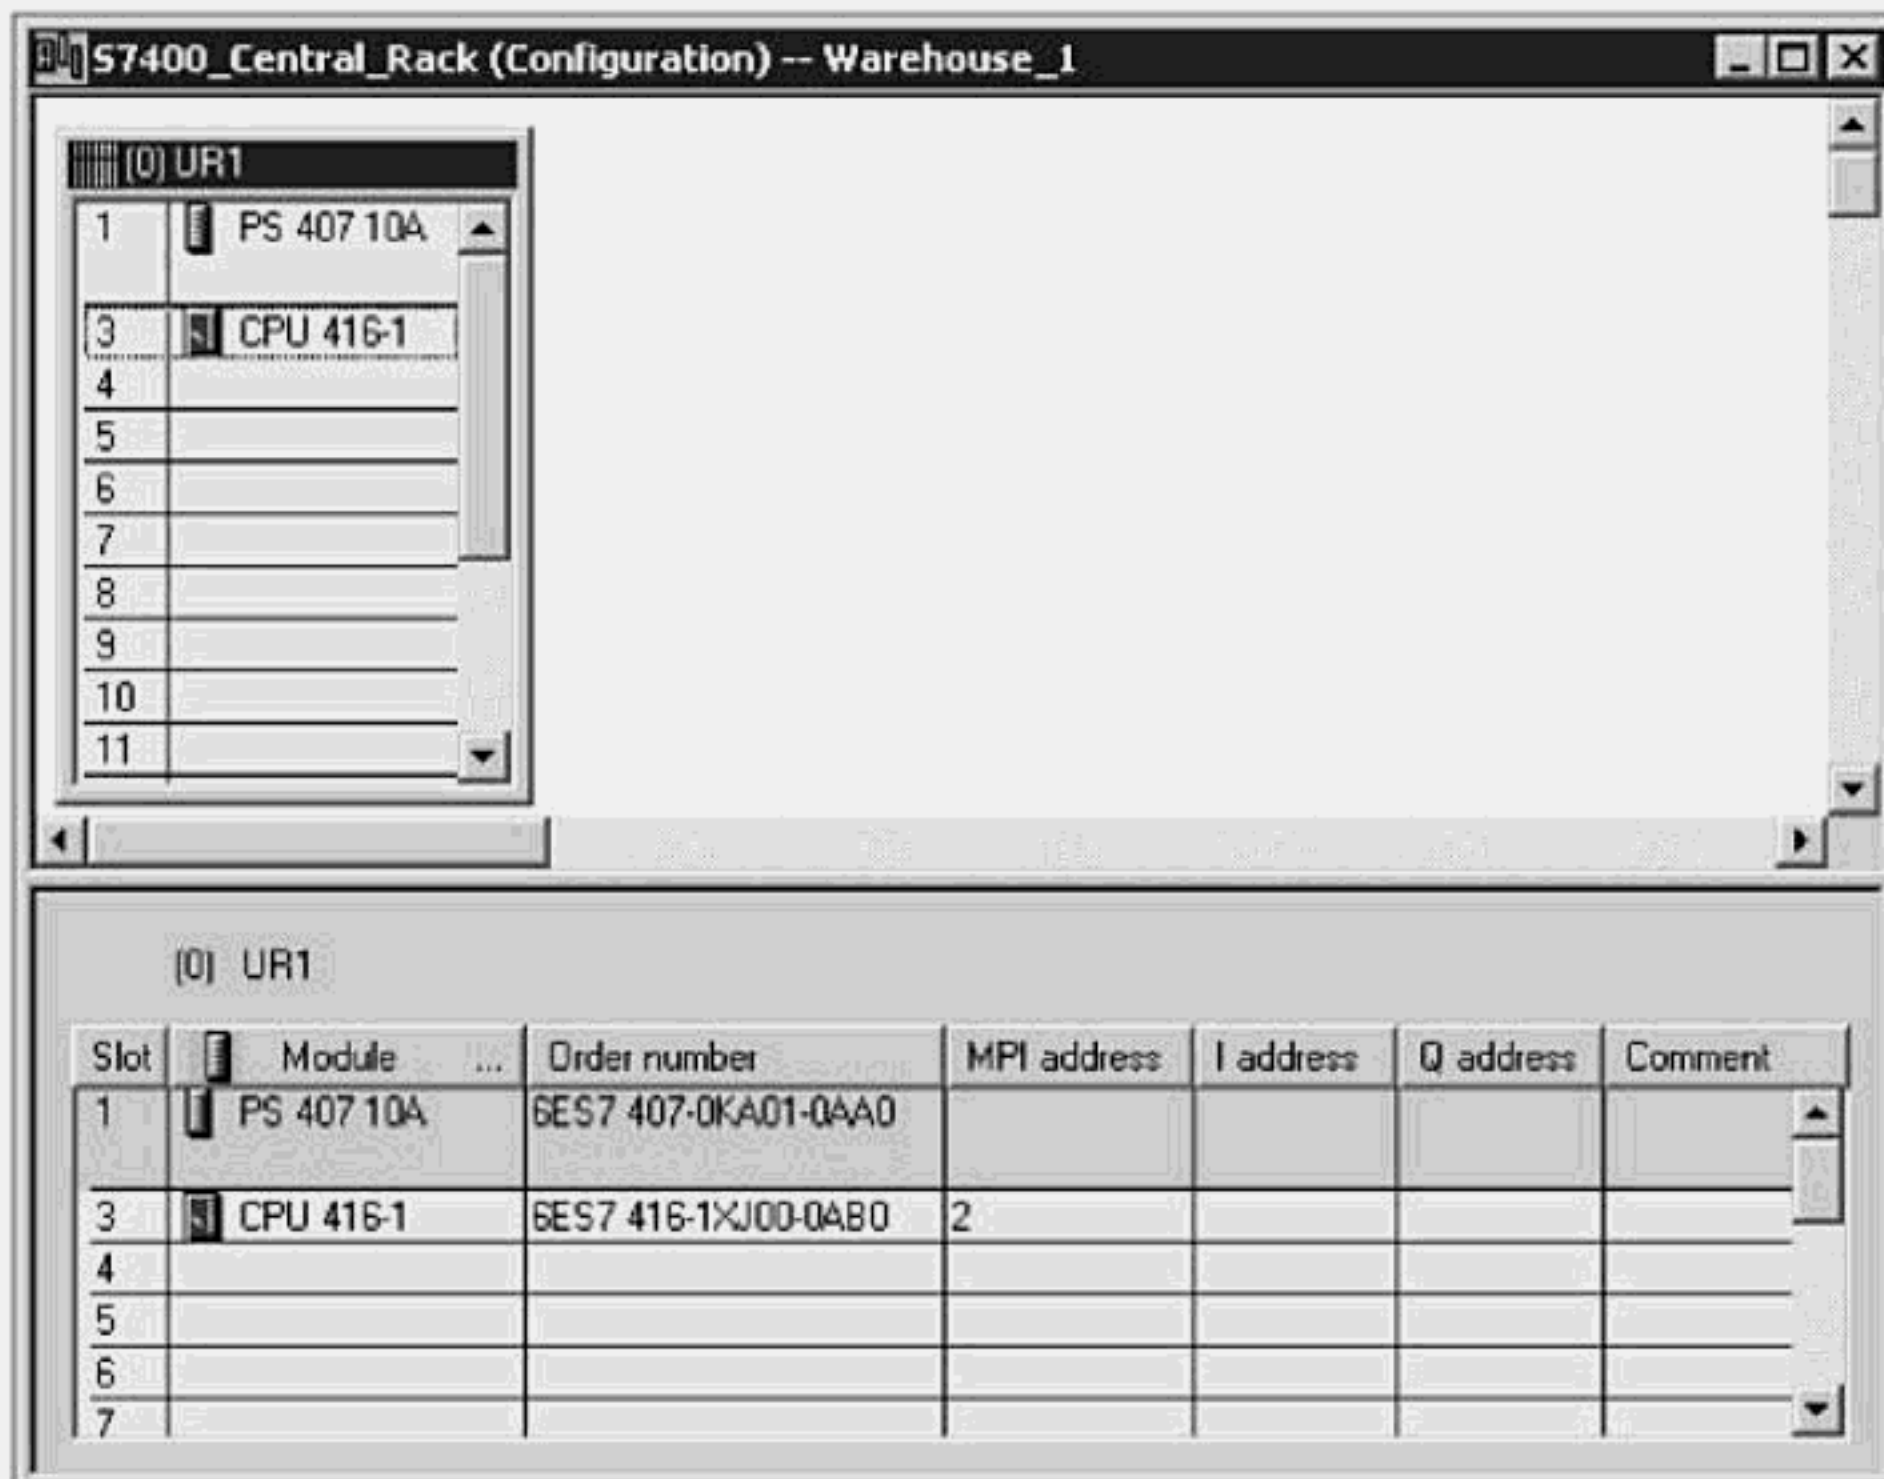 S7400_Central_Rack (Configuration) -- Warehouse_1
(0) UR1
1 PS 407 10A
3 CPU 416-1
4
5
6
7
8
9
10
11
(0) UR1
Slot Module ... Order number MPI address I address Q address Comment
1 PS 407 10A 6ES7 407-0KA01-0AA0
3 CPU 416-1 6ES7 416-1XJ00-0AB0 2
4
5
6
7